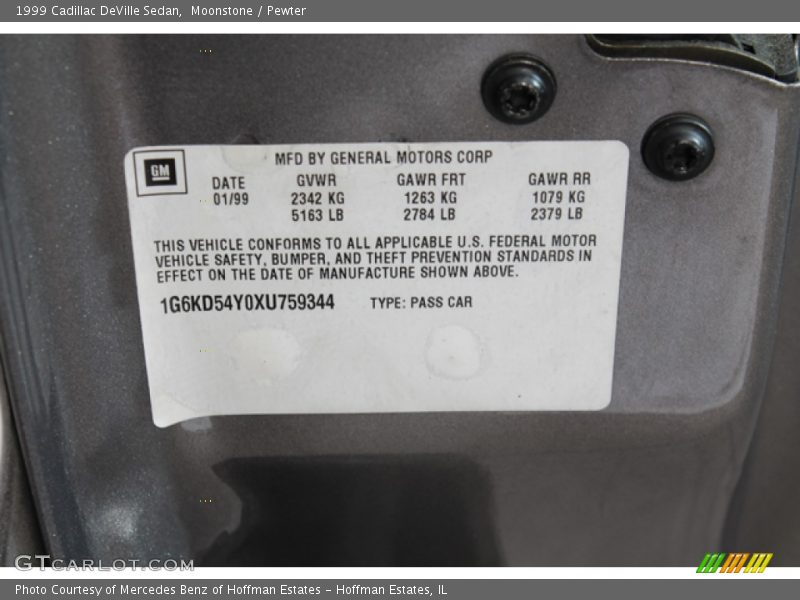 1999 Cadillac DeVille Sedan, Moonstone / Pewter
GM
MFD BY GENERAL MOTORS CORP
DATE GVWR GAWR FRT GAWR RR
01/99 2342 KG 1263 KG 1079 KG
5163 LB 2784 LB 2379 LB
THIS VEHICLE CONFORMS TO ALL APPLICABLE U.S. FEDERAL MOTOR
VEHICLE SAFETY, BUMPER, AND THEFT PREVENTION STANDARDS IN
EFFECT ON THE DATE OF MANUFACTURE SHOWN ABOVE.
1G6KD54Y0XU759344 TYPE: PASS CAR
GTCARLOT.COM
Photo Courtesy of Mercedes Benz of Hoffman Estates - Hoffman Estates, IL